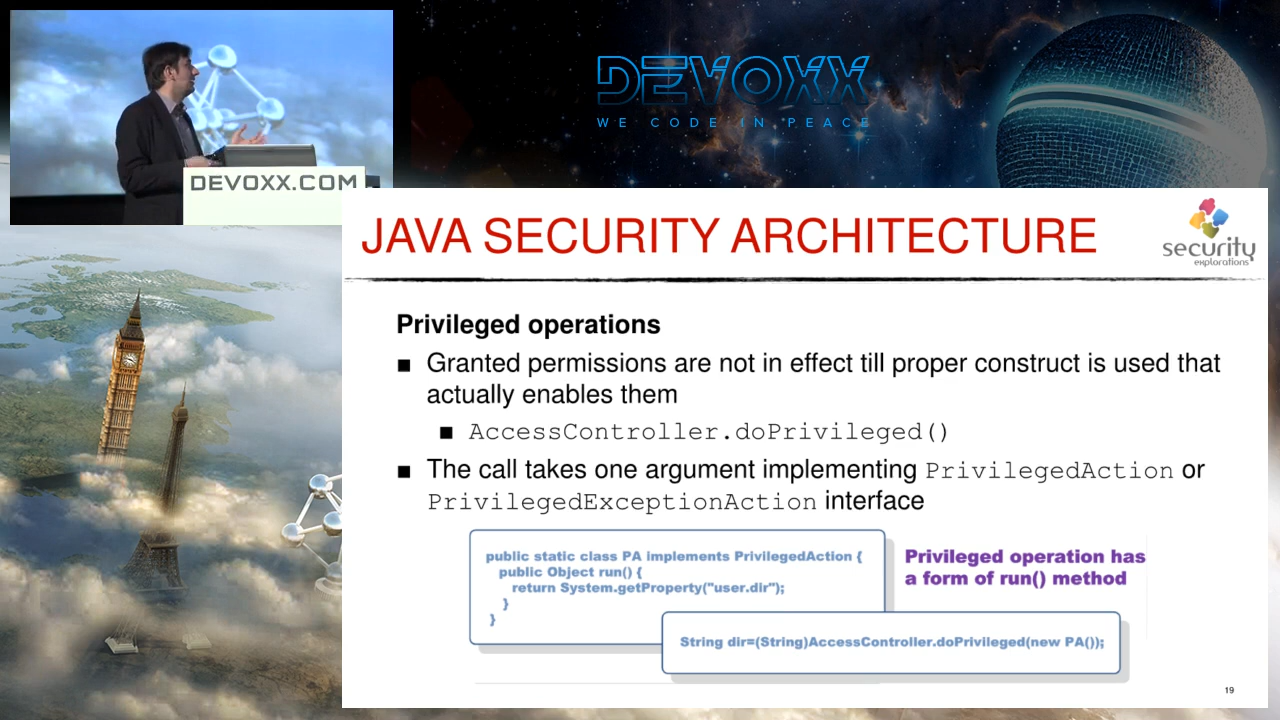 DEVOXX
WE CODE IN PEACE
DEVOXX.COM
JAVA SECURITY ARCHITECTURE
security
explorations
Privileged operations
■ Granted permissions are not in effect till proper construct is used that
actually enables them
■ AccessController.doPrivileged()
■ The call takes one argument implementing PrivilegedAction or
PrivilegedExceptionAction interface
public static class PA implements PrivilegedAction {
public Object run() {
return System.getProperty("user.dir");
}
}
Privileged operation has
a form of run() method
String dir=(String)AccessController.doPrivileged(new PA());
19